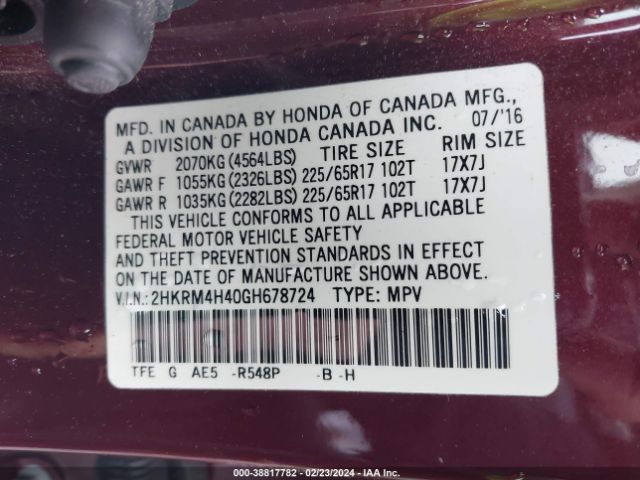 MFD. IN CANADA BY HONDA OF CANADA MFG.,
A DIVISION OF HONDA CANADA INC. 07/'16
GVWR 2070KG(4564LBS) TIRE SIZE RIM SIZE
GAWR F 1055KG(2326LBS)225/65R17 102T 17X7J
GAWR R 1035KG(2282LBS)225/65R17 102T 17X7J
THIS VEHICLE CONFORMS TO ALL APPLICABLE
FEDERAL MOTOR VEHICLE SAFETY
AND THEFT PREVENTION STANDARDS IN EFFECT
ON THE DATE OF MANUFACTURE SHOWN ABOVE.
V.I.N.:2HKRM4H40GH678724 TYPE: MPV
TFE G AE5 -R548P -B -H
000-38817782 - 02/23/2024 - IAA Inc.